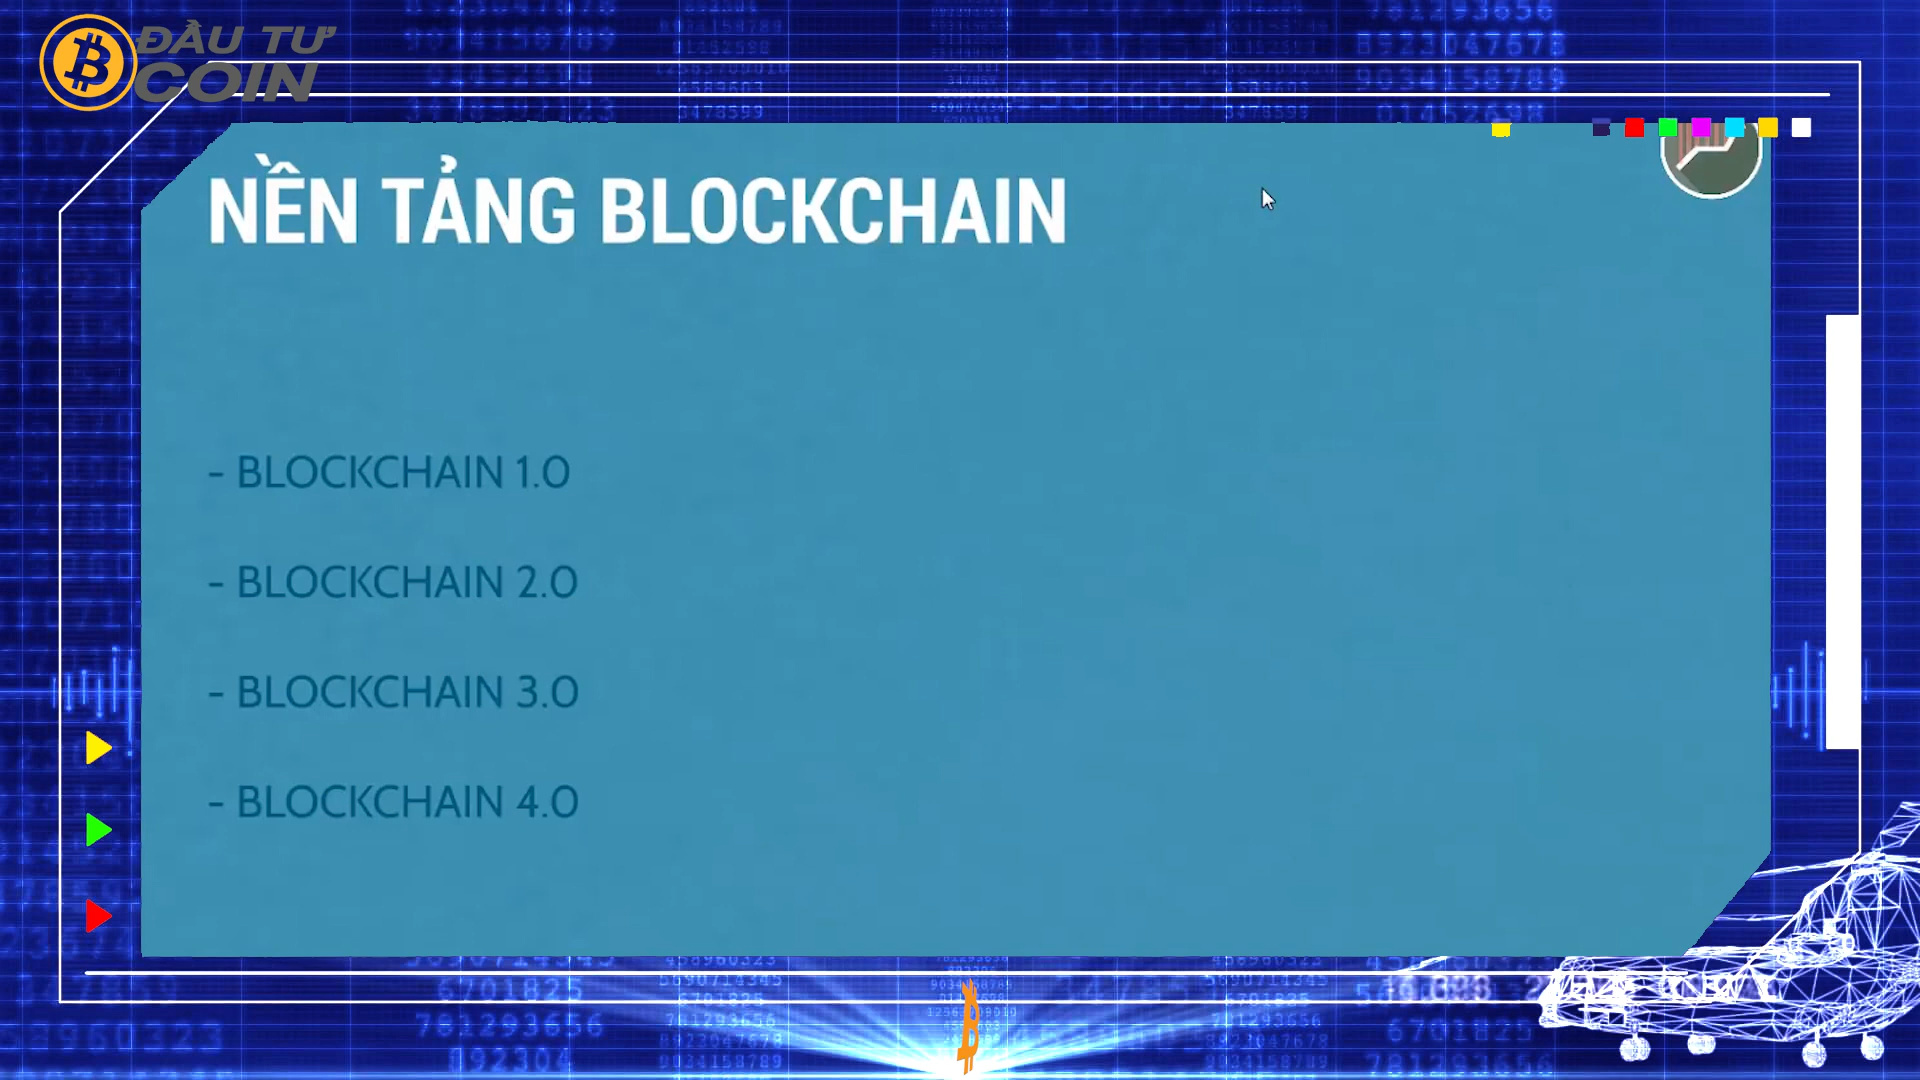 ĐẦU TƯ
COIN
NỀN TẢNG BLOCKCHAIN
- BLOCKCHAIN 1.0
- BLOCKCHAIN 2.0
- BLOCKCHAIN 3.0
- BLOCKCHAIN 4.0